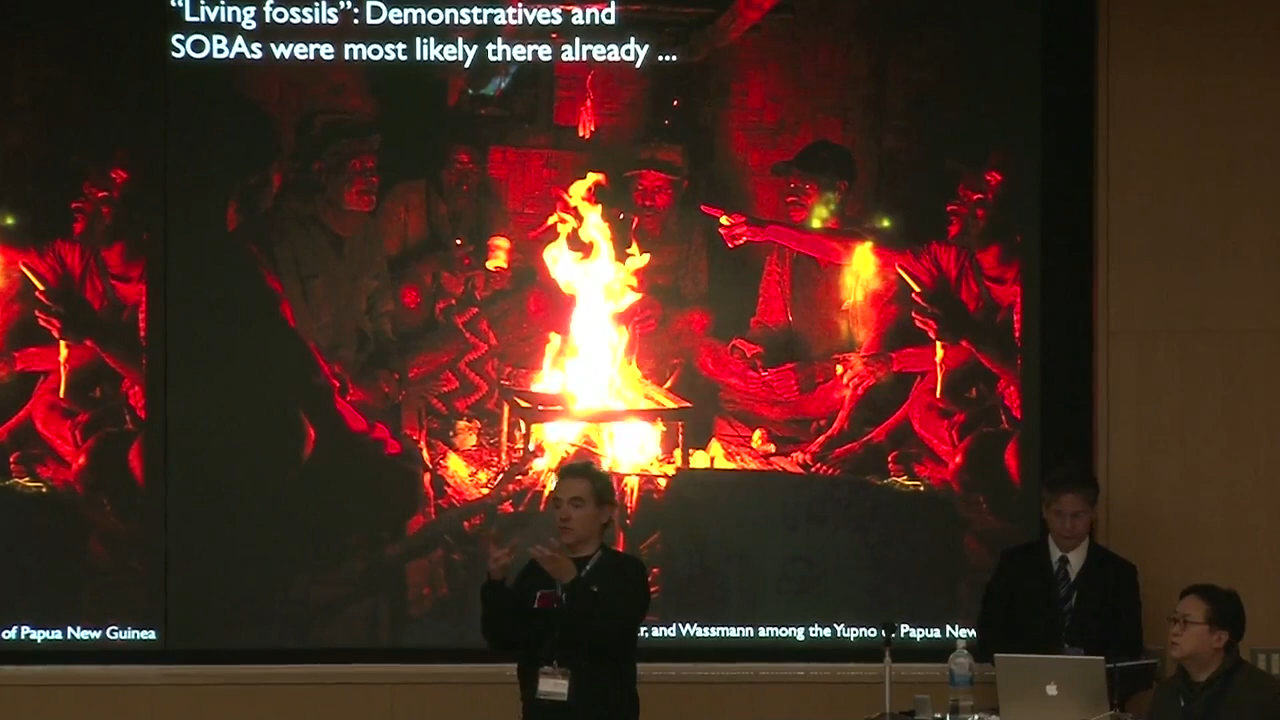 “Living fossils”: Demonstratives and
SOBAs were most likely there already ...
of Papua New Guinea
, and Wassmann among the Yupno of Papua New